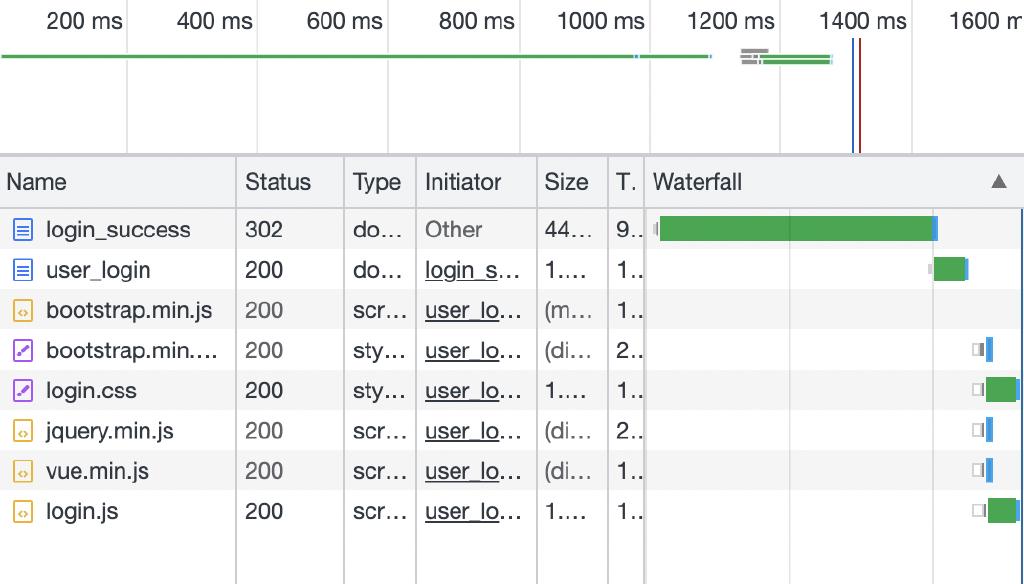 200 ms 400 ms 600 ms 800 ms 1000 ms 1200 ms 1400 ms 1600 m
Name Status Type Initiator Size T. Waterfall ▲
login_success 302 do... Other 44... 9..
user_login 200 do... login_s... 1.... 1..
bootstrap.min.js 200 scr... user_lo... (m... 1..
bootstrap.min.... 200 sty... user_lo... (di... 2..
login.css 200 sty... user_lo... 1.... 1..
jquery.min.js 200 scr... user_lo... (di... 2..
vue.min.js 200 scr... user_lo... (di... 1..
login.js 200 scr... user_lo... 1.... 1..